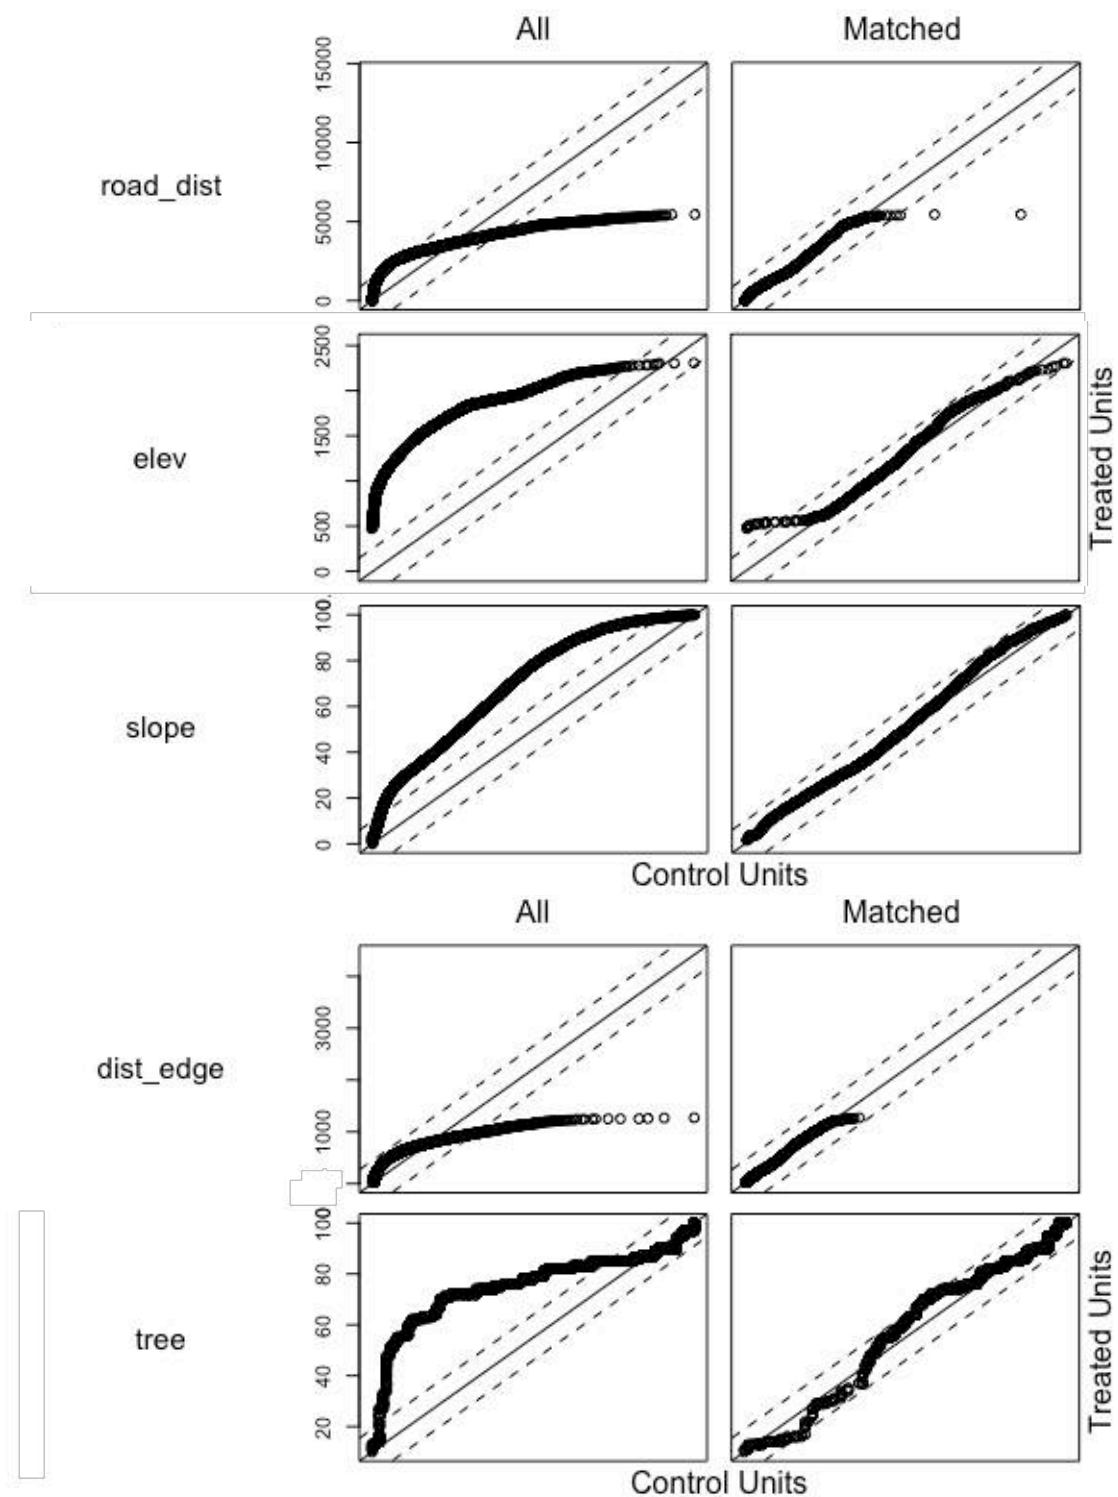 All Matched
road_dist
0 5000 10000 15000
elev
0 500 1500 2500
Treated Units
slope
0 20 40 60 80 100.
Control Units
All Matched
dist_edge
1000 3000
tree
20 40 60 80 100
Treated Units
Control Units